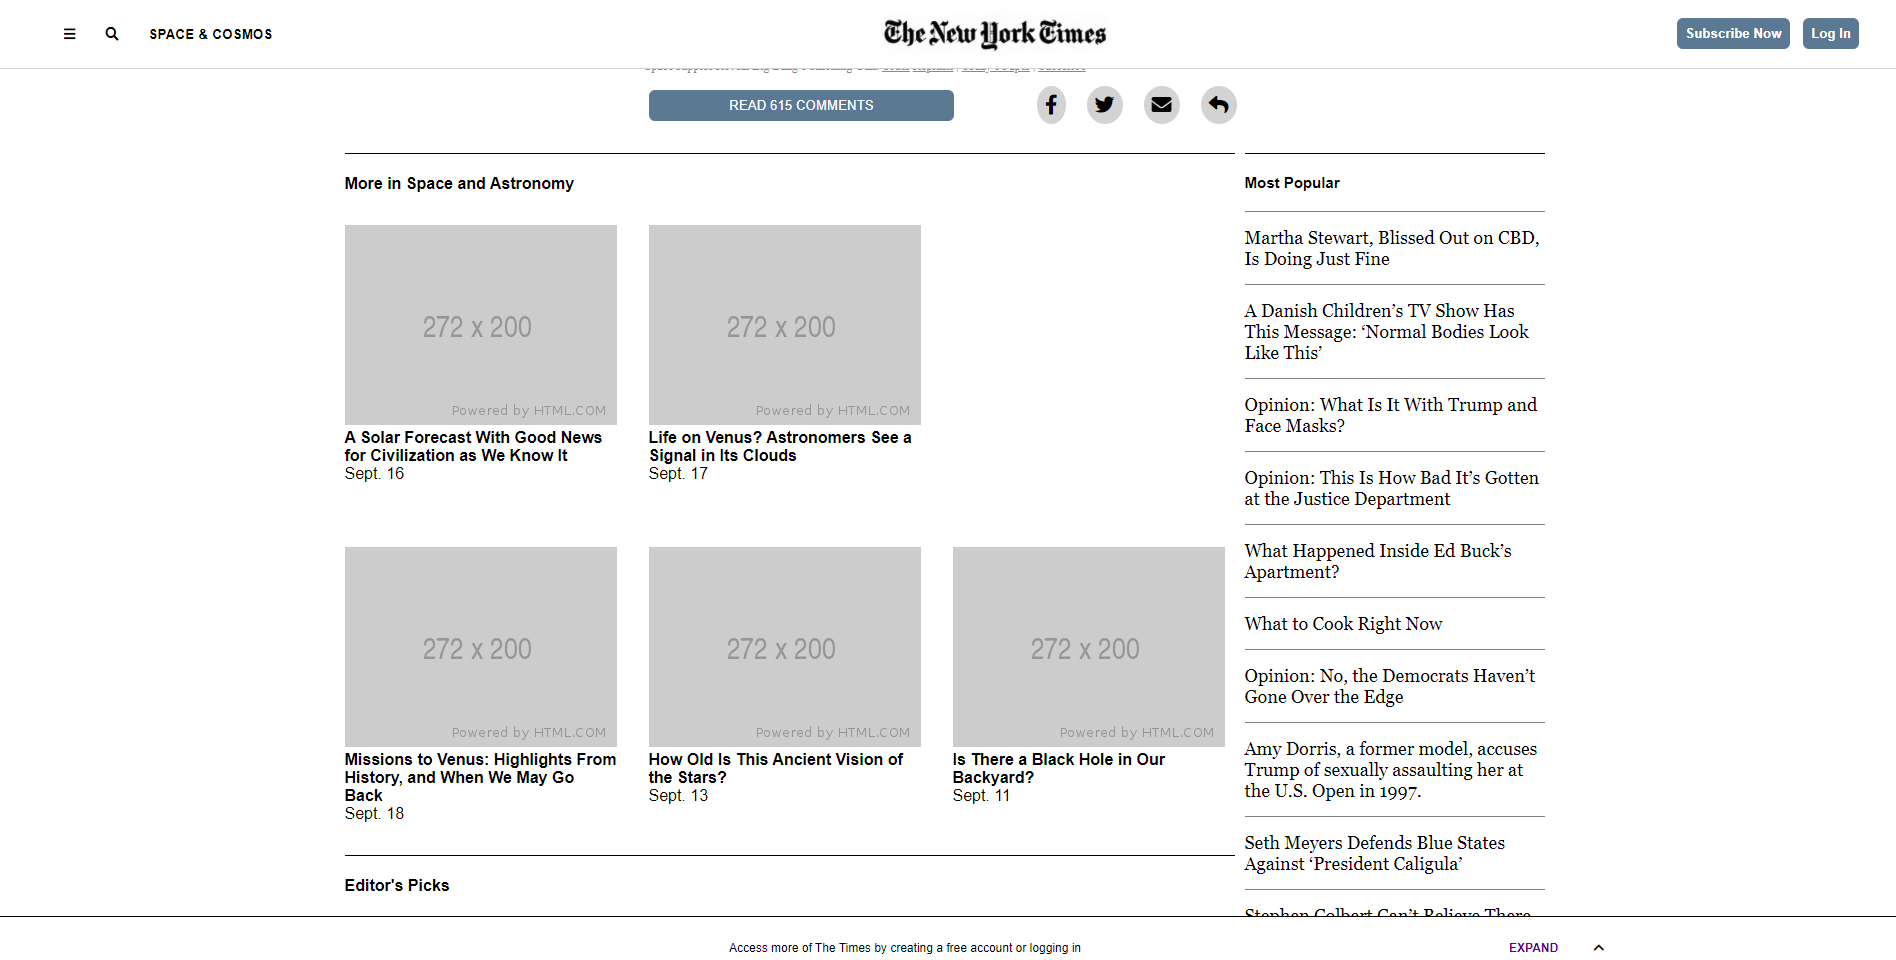 SPACE & COSMOS
The New York Times
Subscribe Now
Log In
READ 615 COMMENTS
More in Space and Astronomy
272 x 200
Powered by HTML.COM
A Solar Forecast With Good News
for Civilization as We Know It
Sept. 16
272 x 200
Powered by HTML.COM
Life on Venus? Astronomers See a
Signal in Its Clouds
Sept. 17
272 x 200
Powered by HTML.COM
Missions to Venus: Highlights From
History, and When We May Go
Back
Sept. 18
272 x 200
Powered by HTML.COM
How Old Is This Ancient Vision of
the Stars?
Sept. 13
272 x 200
Powered by HTML.COM
Is There a Black Hole in Our
Backyard?
Sept. 11
Editor's Picks
Most Popular
Martha Stewart, Blissed Out on CBD,
Is Doing Just Fine
A Danish Children’s TV Show Has
This Message: ‘Normal Bodies Look
Like This’
Opinion: What Is It With Trump and
Face Masks?
Opinion: This Is How Bad It’s Gotten
at the Justice Department
What Happened Inside Ed Buck’s
Apartment?
What to Cook Right Now
Opinion: No, the Democrats Haven’t
Gone Over the Edge
Amy Dorris, a former model, accuses
Trump of sexually assaulting her at
the U.S. Open in 1997.
Seth Meyers Defends Blue States
Against ‘President Caligula’
Stephen Colbert Can’t Believe There
Access more of The Times by creating a free account or logging in
EXPAND